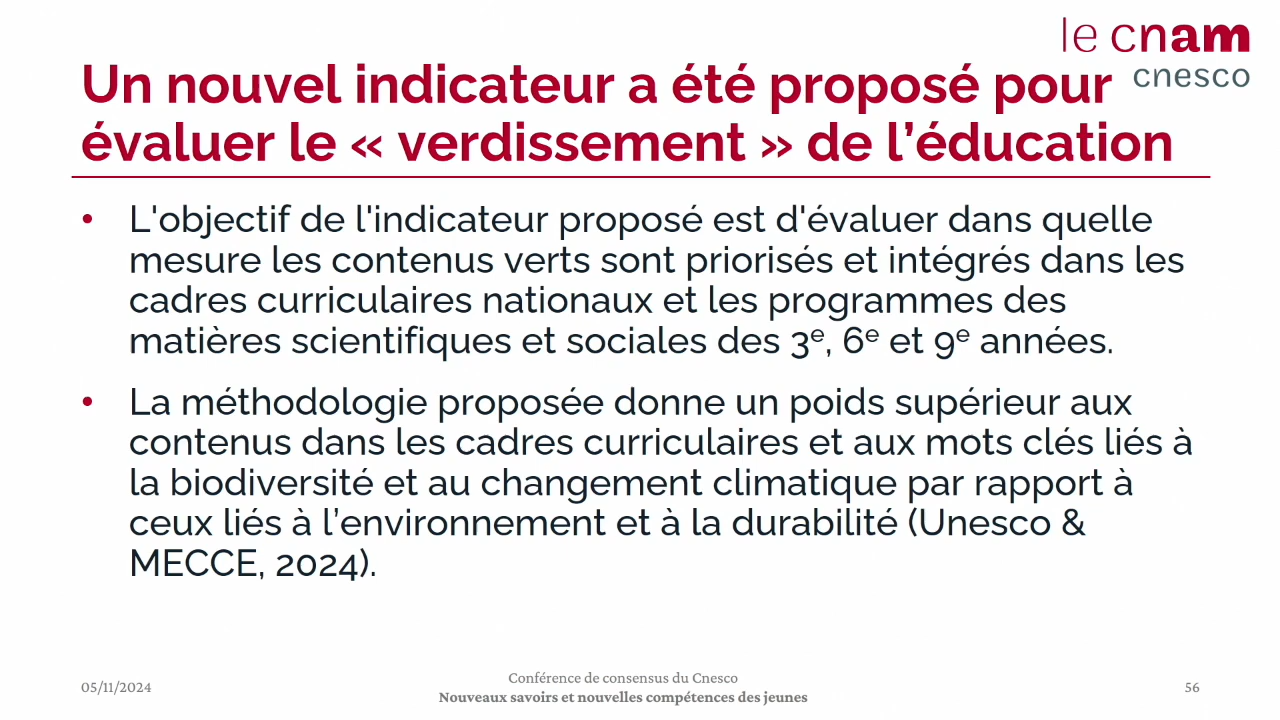 le cnam
cnesco
Un nouvel indicateur a été proposé pour
évaluer le « verdissement » de l’éducation
• L'objectif de l'indicateur proposé est d'évaluer dans quelle
mesure les contenus verts sont priorisés et intégrés dans les
cadres curriculaires nationaux et les programmes des
matières scientifiques et sociales des 3e, 6e et 9e années.
• La méthodologie proposée donne un poids supérieur aux
contenus dans les cadres curriculaires et aux mots clés liés à
la biodiversité et au changement climatique par rapport à
ceux liés à l’environnement et à la durabilité (Unesco &
MECCE, 2024).
05/11/2024
Conférence de consensus du Cnesco
Nouveaux savoirs et nouvelles compétences des jeunes
56